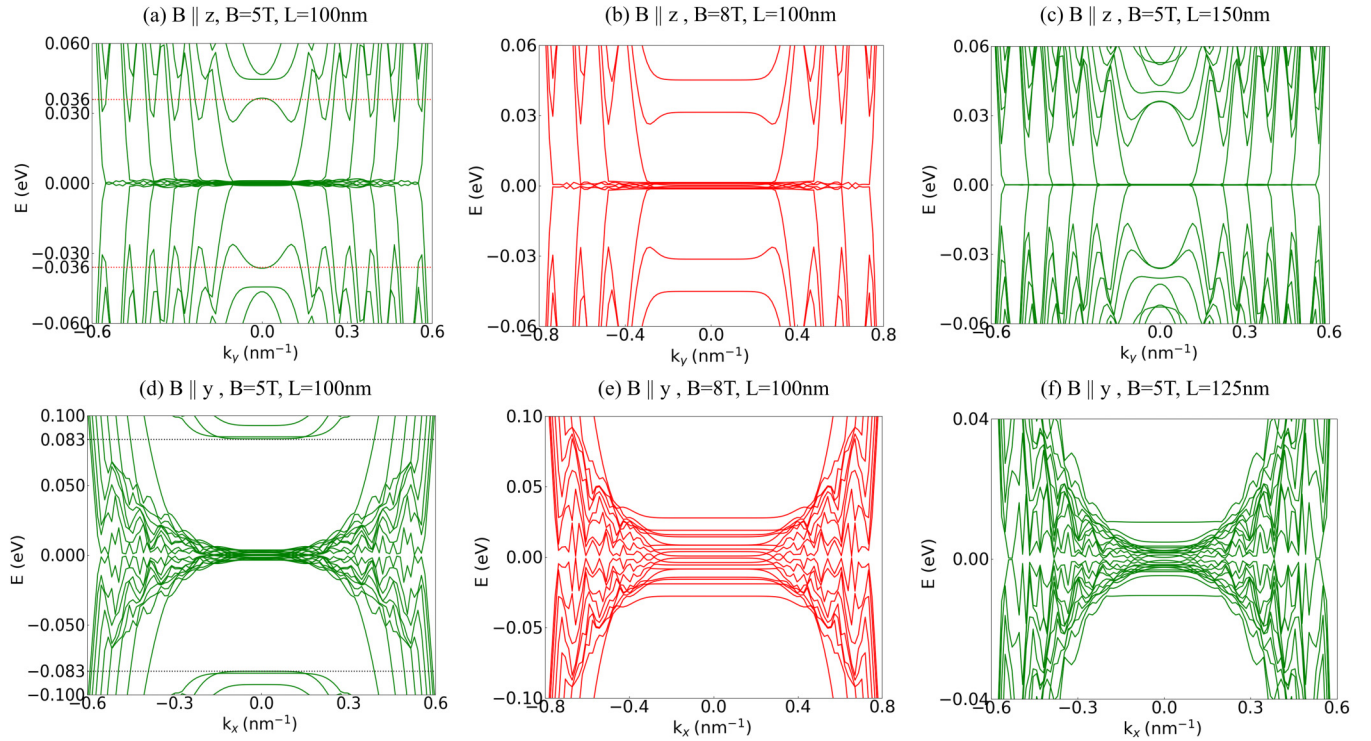 (a) B ∥ z, B=5T, L=100nm
0.060
0.036
0.030
0.000
−0.030
−0.036
−0.060
E (eV)
−0.6 −0.3 0.0 0.3 0.6
k_y (nm⁻¹)
(b) B ∥ z , B=8T, L=100nm
0.06
0.03
0.00
−0.03
−0.06
E (eV)
−0.8 −0.4 0.0 0.4 0.8
k_y (nm⁻¹)
(c) B ∥ z , B=5T, L=150nm
0.06
0.03
0.00
−0.03
−0.06
E (eV)
−0.6 −0.3 0.0 0.3 0.6
k_y (nm⁻¹)
(d) B ∥ y , B=5T, L=100nm
0.100
0.083
0.050
0.000
−0.050
−0.083
−0.100
E (eV)
−0.6 −0.3 0.0 0.3 0.6
k_x (nm⁻¹)
(e) B ∥ y , B=8T, L=100nm
0.10
0.05
0.00
−0.05
−0.10
E (eV)
−0.8 −0.4 0.0 0.4 0.8
k_x (nm⁻¹)
(f) B ∥ y , B=5T, L=125nm
0.04
0.00
−0.04
E (eV)
−0.6 −0.3 0.0 0.3 0.6
k_x (nm⁻¹)